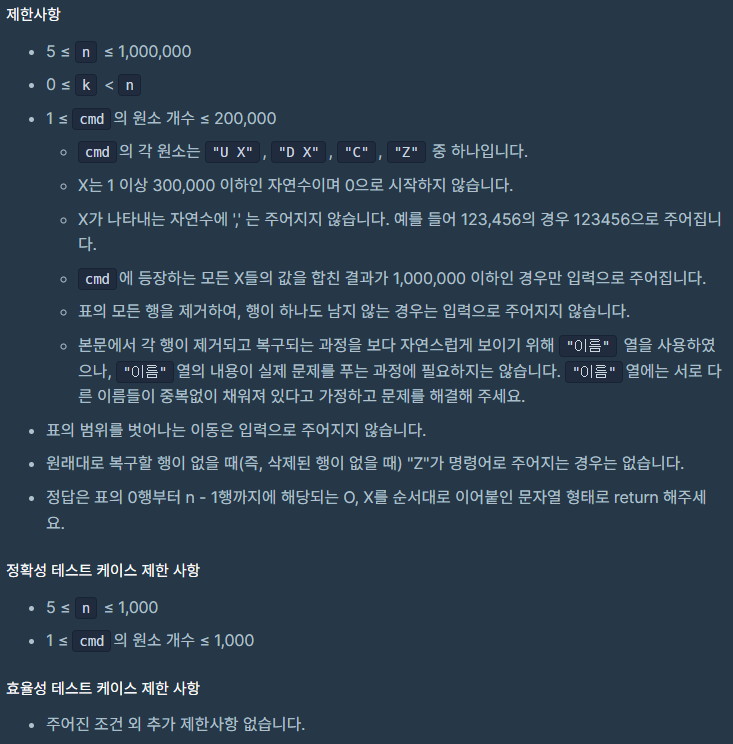 제한사항
• 5 ≤ n ≤ 1,000,000
• 0 ≤ k < n
• 1 ≤ cmd의 원소 개수 ≤ 200,000
◦ cmd의 각 원소는 "U X", "D X", "C", "Z" 중 하나입니다.
◦ X는 1 이상 300,000 이하인 자연수이며 0으로 시작하지 않습니다.
◦ X가 나타내는 자연수에 ',' 는 주어지지 않습니다. 예를 들어 123,456의 경우 123456으로 주어집니
다.
◦ cmd에 등장하는 모든 X들의 값을 합친 결과가 1,000,000 이하인 경우만 입력으로 주어집니다.
◦ 표의 모든 행을 제거하여, 행이 하나도 남지 않는 경우는 입력으로 주어지지 않습니다.
◦ 본문에서 각 행이 제거되고 복구되는 과정을 보다 자연스럽게 보이기 위해 "이름" 열을 사용하였
으나, "이름"열의 내용이 실제 문제를 푸는 과정에 필요하지는 않습니다. "이름"열에는 서로 다
른 이름들이 중복없이 채워져 있다고 가정하고 문제를 해결해 주세요.
• 표의 범위를 벗어나는 이동은 입력으로 주어지지 않습니다.
• 원래대로 복구할 행이 없을 때(즉, 삭제된 행이 없을 때) "Z"가 명령어로 주어지는 경우는 없습니다.
• 정답은 표의 0행부터 n - 1행까지에 해당되는 O, X를 순서대로 이어붙인 문자열 형태로 return 해주세
요.
정확성 테스트 케이스 제한 사항
• 5 ≤ n ≤ 1,000
• 1 ≤ cmd의 원소 개수 ≤ 1,000
효율성 테스트 케이스 제한 사항
• 주어진 조건 외 추가 제한사항 없습니다.